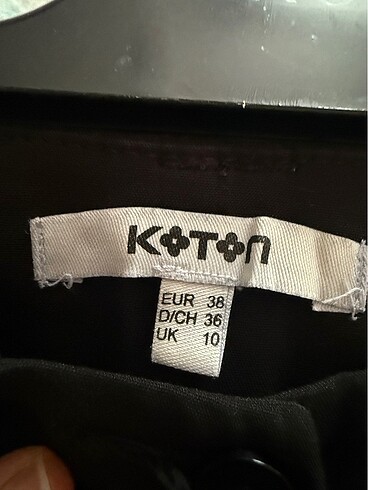 KOTON
EUR 38
D/CH 36
UK 10